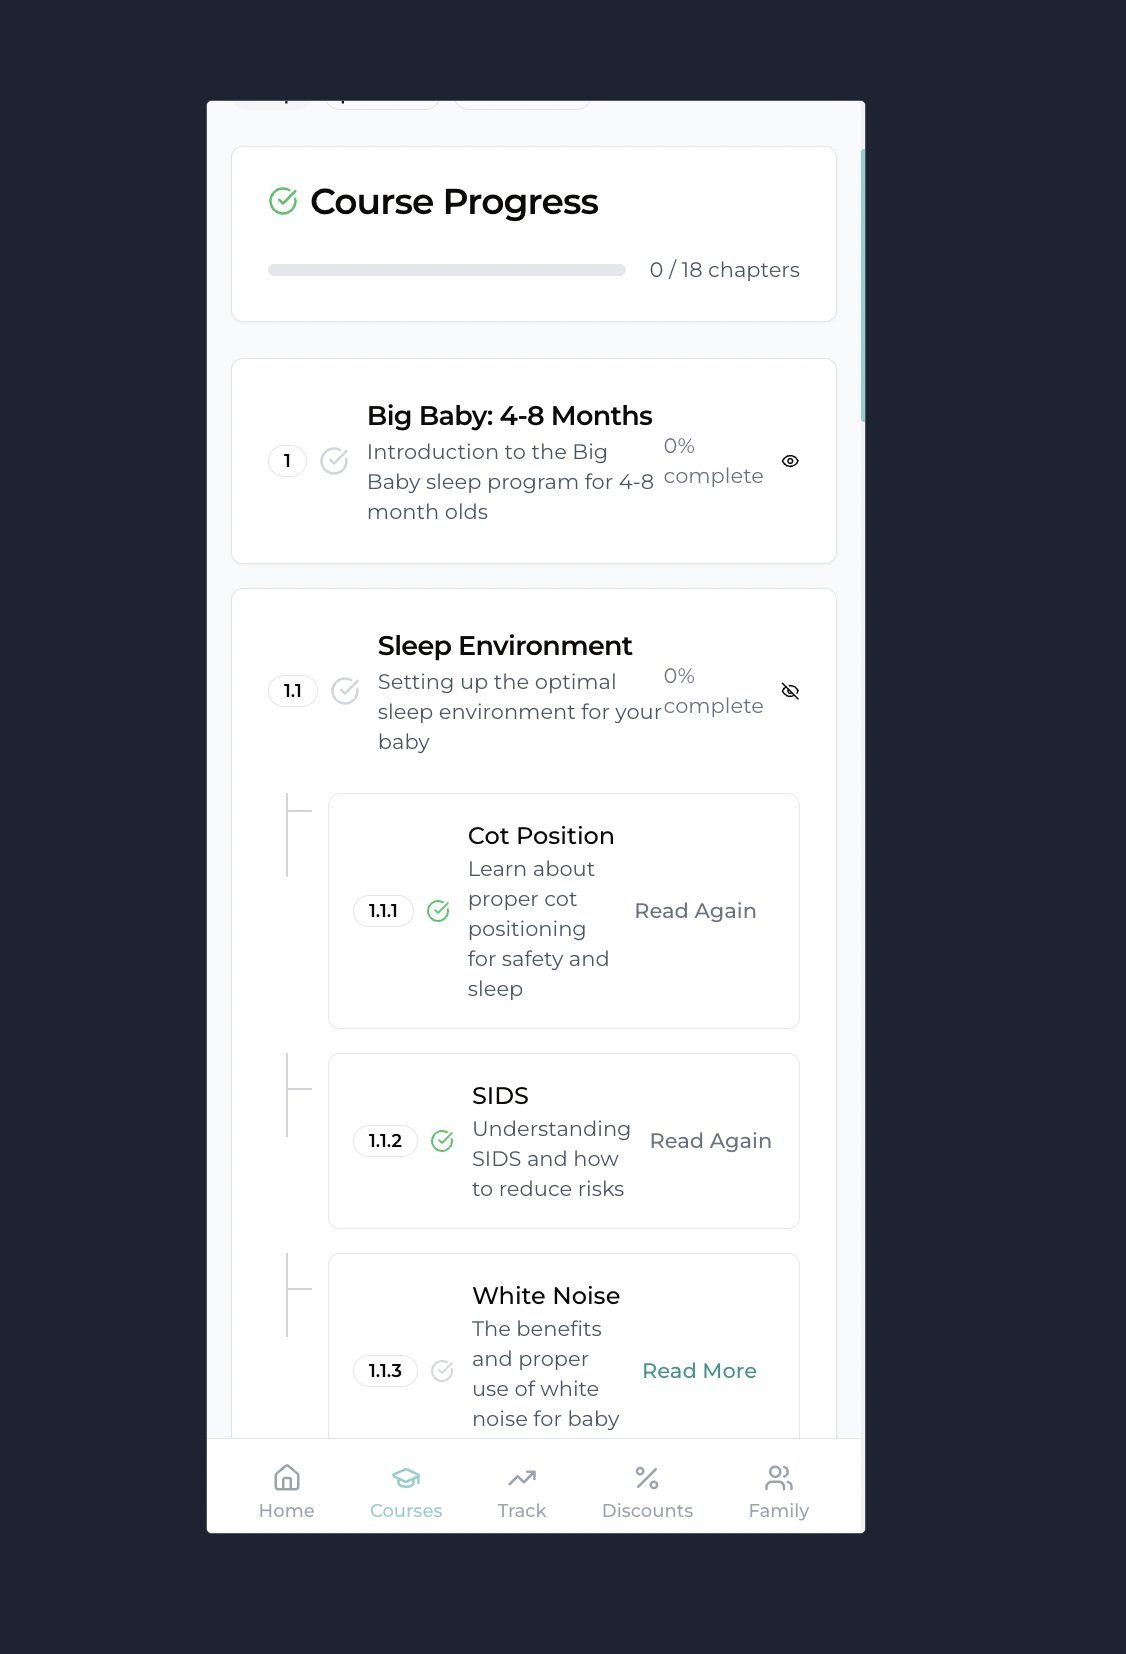 Course Progress
0 / 18 chapters
Big Baby: 4-8 Months
1
Introduction to the Big
Baby sleep program for 4-8
month olds
0%
complete
Sleep Environment
1.1
Setting up the optimal
sleep environment for your
baby
0%
complete
Cot Position
1.1.1
Learn about
proper cot
positioning
for safety and
sleep
Read Again
SIDS
1.1.2
Understanding
SIDS and how
to reduce risks
Read Again
White Noise
1.1.3
The benefits
and proper
use of white
noise for baby
Read More
Home
Courses
Track
Discounts
Family